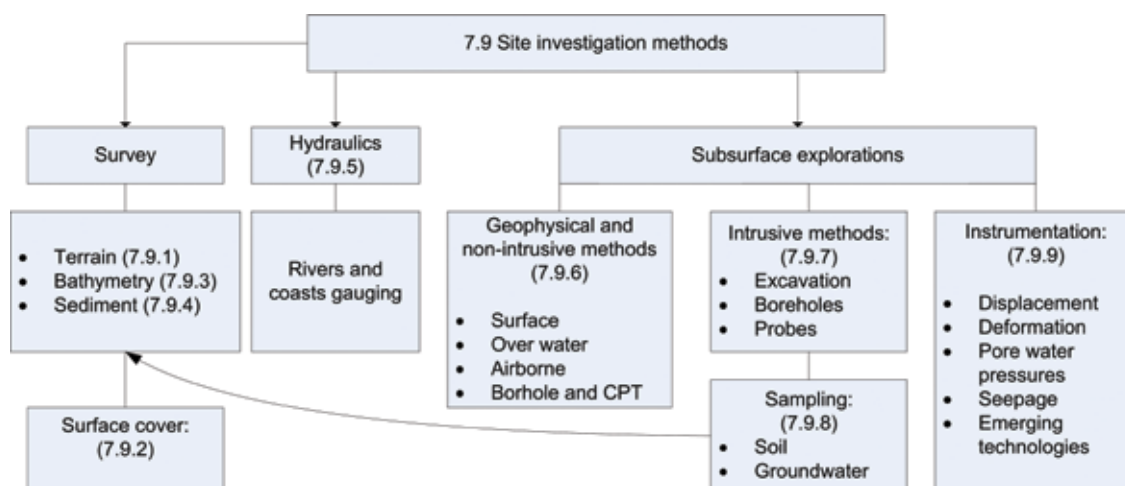 7.9 Site investigation methods
Survey
Hydraulics
(7.9.5)
Subsurface explorations
• Terrain (7.9.1)
• Bathymetry (7.9.3)
• Sediment (7.9.4)
Rivers and
coasts gauging
Geophysical and
non-intrusive methods
(7.9.6)
• Surface
• Over water
• Airborne
• Borhole and CPT
Intrusive methods:
(7.9.7)
• Excavation
• Boreholes
• Probes
Instrumentation:
(7.9.9)
• Displacement
• Deformation
• Pore water
pressures
• Seepage
• Emerging
technologies
Surface cover:
(7.9.2)
Sampling:
(7.9.8)
• Soil
• Groundwater